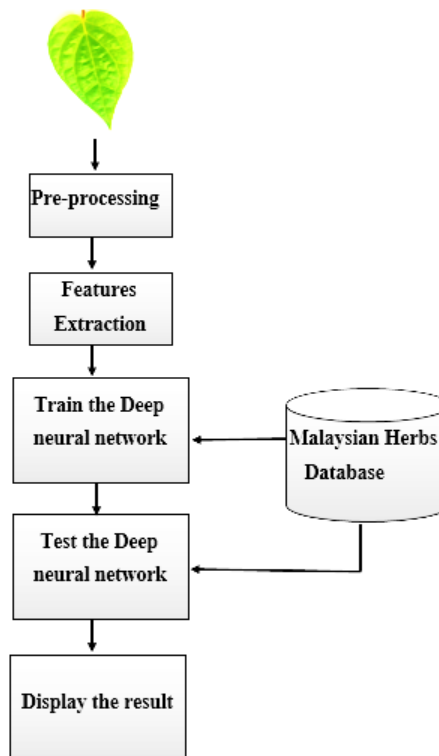 Pre-processing
Features
Extraction
Train the Deep
neural network
Malaysian Herbs
Database
Test the Deep
neural network
Display the result